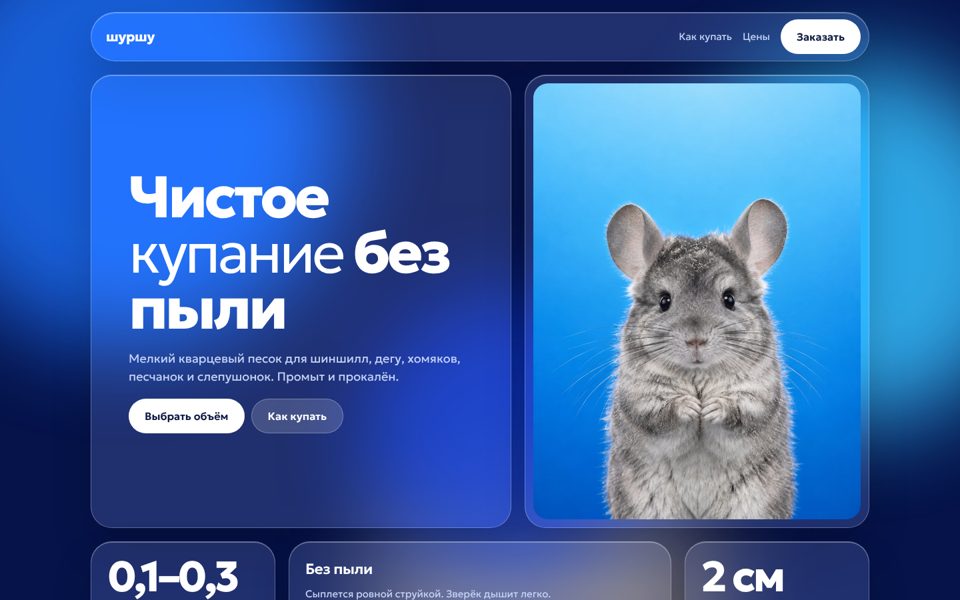 шуршу
Как купать
Цены
Заказать
Чистое
купание без
пыли
Мелкий кварцевый песок для шиншилл, дегу, хомяков,
песчанок и слепушонок. Промыт и прокалён.
Выбрать объём
Как купать
0,1–0,3
Без пыли
Сыплется ровной струйкой. Зверёк дышит легко.
2 см